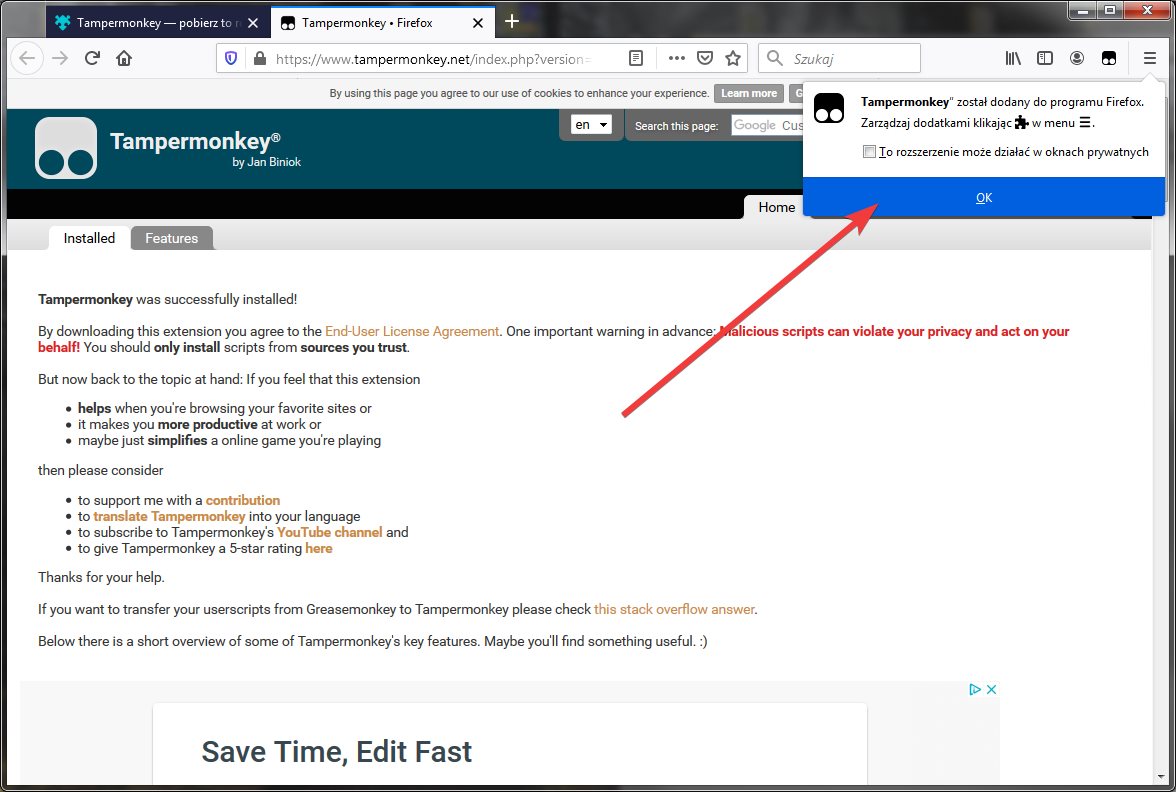 Tampermonkey — pobierz to r
Tampermonkey • Firefox
https://www.tampermonkey.net/index.php?version=
Szukaj
By using this page you agree to our use of cookies to enhance your experience. Learn more G
Tampermonkey" został dodany do programu Firefox.
Zarządzaj dodatkami klikając w menu ☰.
To rozszerzenie może działać w oknach prywatnych
OK
Tampermonkey®
by Jan Biniok
en
Search this page:
Google Cus
Home
Installed
Features
Tampermonkey was successfully installed!
By downloading this extension you agree to the End-User License Agreement. One important warning in advance: Malicious scripts can violate your privacy and act on your
behalf! You should only install scripts from sources you trust.
But now back to the topic at hand: If you feel that this extension
• helps when you're browsing your favorite sites or
• it makes you more productive at work or
• maybe just simplifies a online game you're playing
then please consider
• to support me with a contribution
• to translate Tampermonkey into your language
• to subscribe to Tampermonkey's YouTube channel and
• to give Tampermonkey a 5-star rating here
Thanks for your help.
If you want to transfer your userscripts from Greasemonkey to Tampermonkey please check this stack overflow answer.
Below there is a short overview of some of Tampermonkey's key features. Maybe you'll find something useful. :)
Save Time, Edit Fast